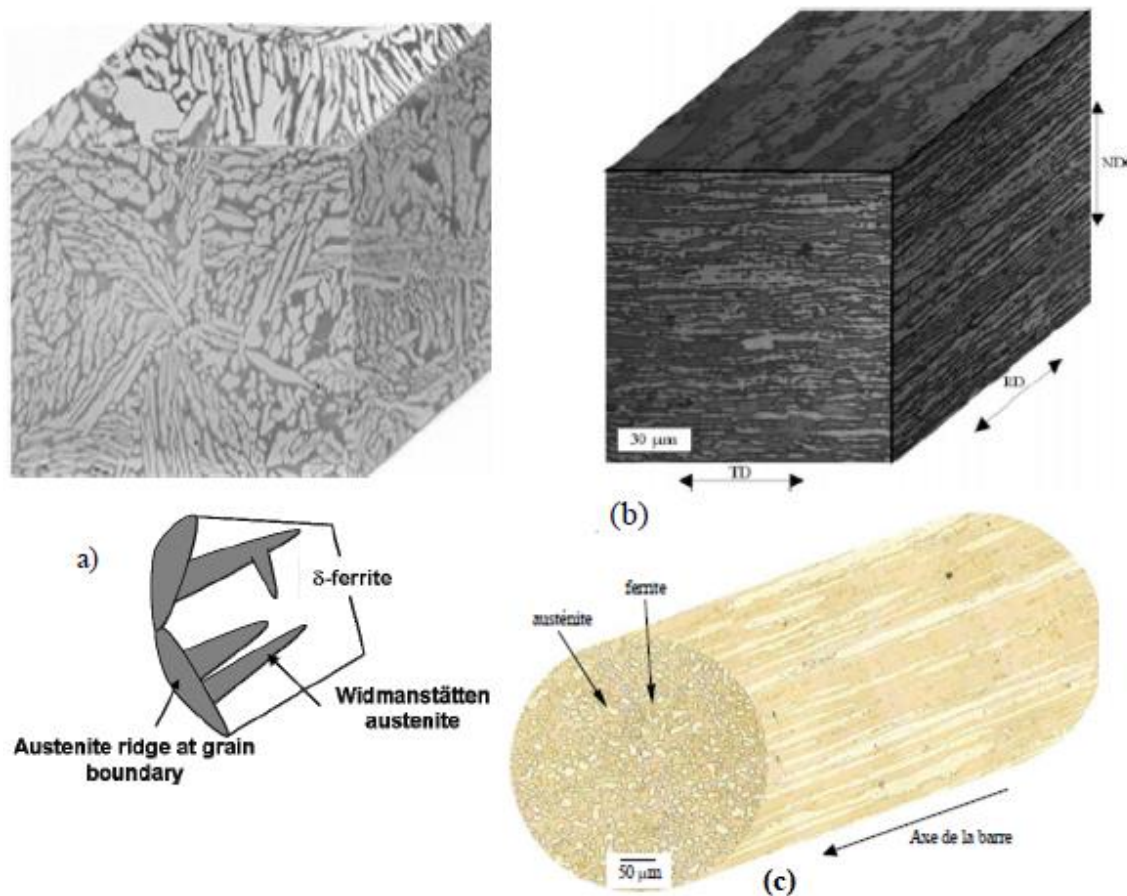 ND
RD
30 µm
TD
(b)
a)
δ-ferrite
Widmanstätten
austenite
Austenite ridge at grain
boundary
ferrite
austénite
50 µm
Axe de la barre
(c)